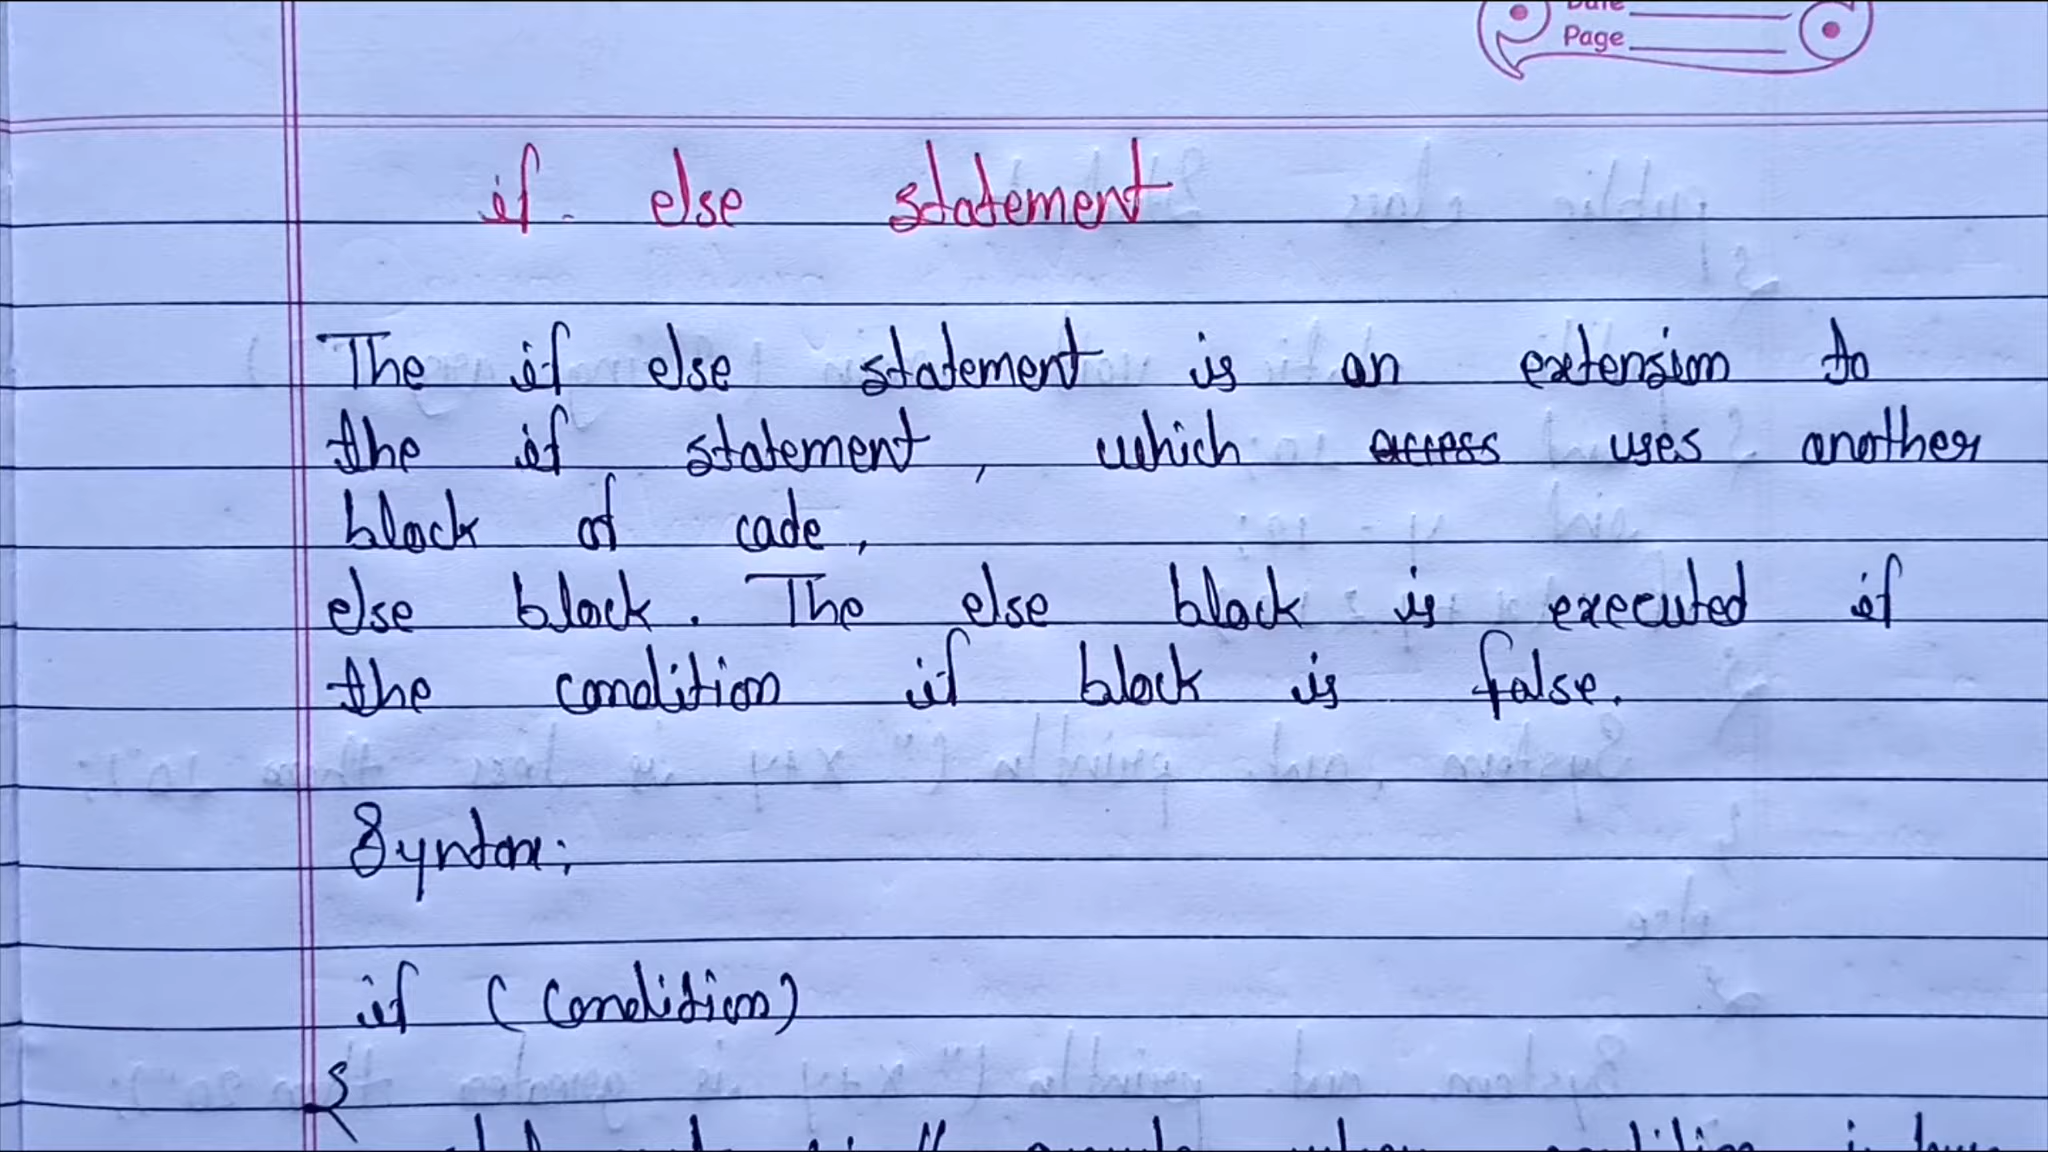 Date
Page
if else statement
The if else statement is an extension to
the if statement, which access uses another
block of code,
else block. The else block is executed if
the condition if block is false.
Syntax:
if (Condition)
{